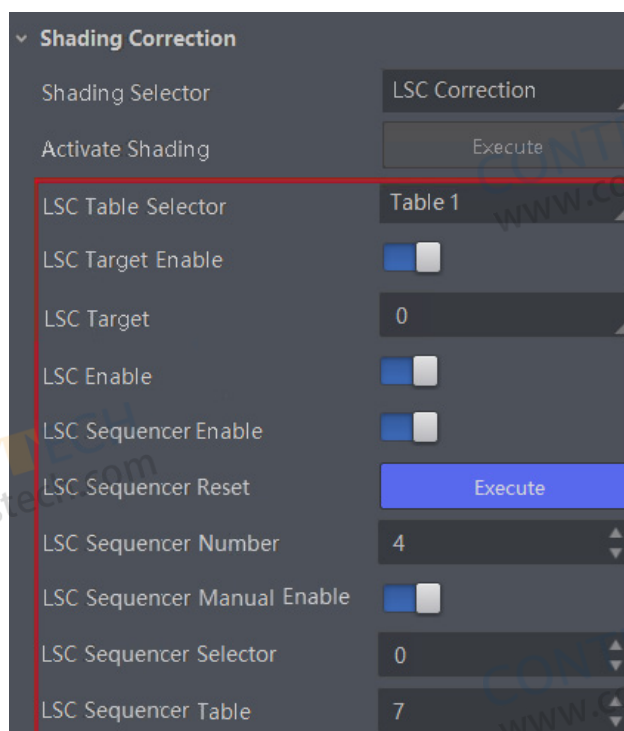 Shading Correction
Shading Selector LSC Correction
Activate Shading Execute
LSC Table Selector Table 1
LSC Target Enable
LSC Target 0
LSC Enable
LSC Sequencer Enable
LSC Sequencer Reset Execute
LSC Sequencer Number 4
LSC Sequencer Manual Enable
LSC Sequencer Selector 0
LSC Sequencer Table 7